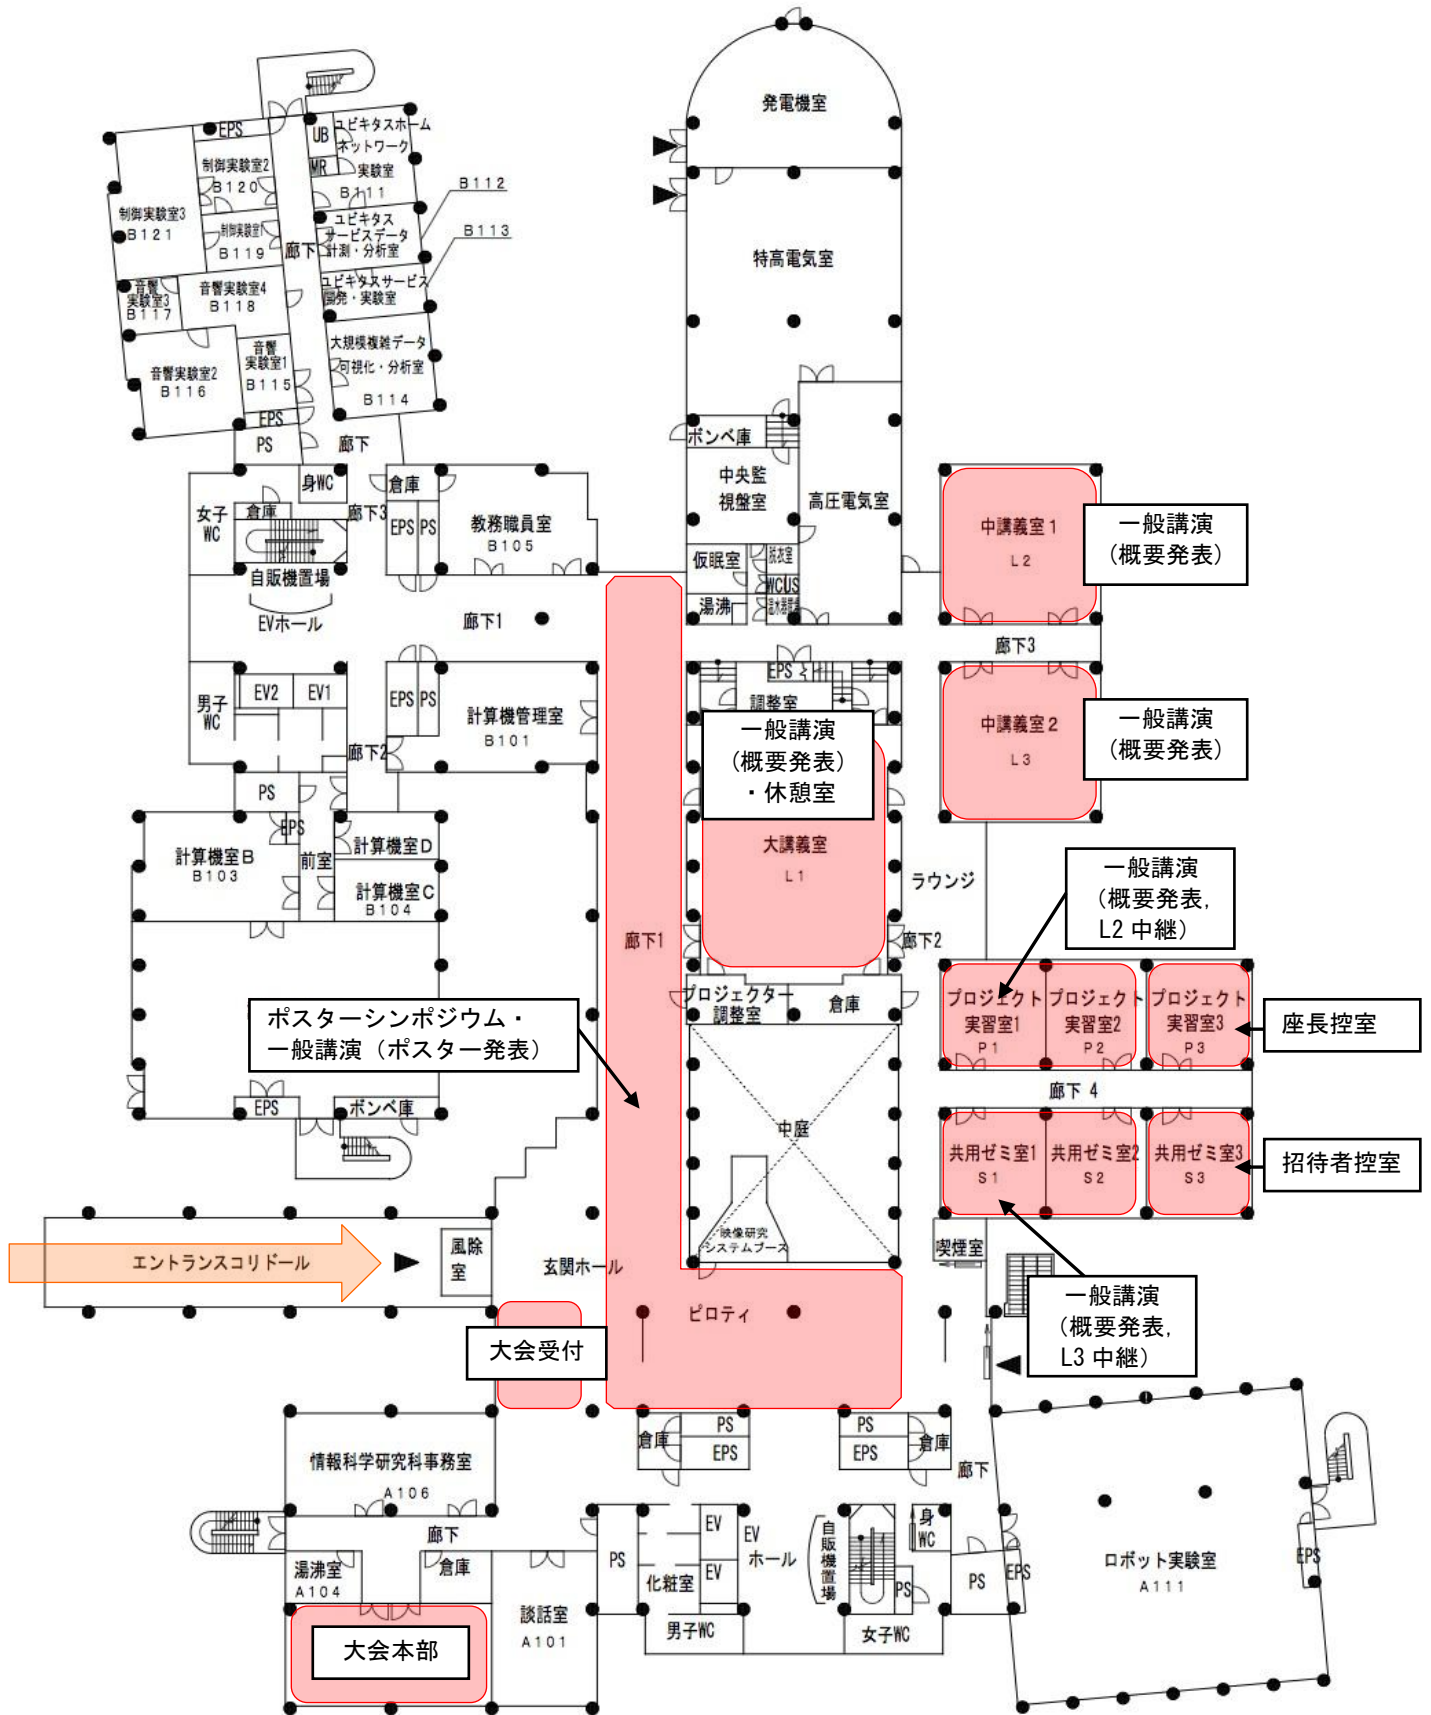 発電機室
EPS
UB
ユビキタスホーム
ネットワーク
実験室
B111
MR
制御実験室2
B120
B112
制御実験室3
B121
制御実験室1
B119
廊下
ユビキタス
サービスデータ
計測・分析室
B113
特高電気室
音響
実験室3
B117
音響実験室4
B118
ユビキタスサービス
開発・実験室
音響実験室2
B116
音響
実験室1
B115
大規模複雑データ
可視化・分析室
B114
EPS
PS
廊下
ボンベ庫
身WC
倉庫
中央監
視盤室
高圧電気室
女子
WC
倉庫
廊下3
EPS
PS
教務職員室
B105
中講義室1
L2
一般講演
(概要発表)
自販機置場
仮眠室
脱衣室
WC
US
湯沸
EVホール
廊下1
廊下3
男子
WC
EV2
EV1
EPS
PS
計算機管理室
B101
廊下2
EPS
調整室
中講義室2
L3
一般講演
(概要発表)
一般講演
(概要発表)
・休憩室
PS
EPS
計算機室B
B103
前室
計算機室D
計算機室C
B104
大講義室
L1
ラウンジ
一般講演
(概要発表,
L2 中継)
廊下1
廊下2
プロジェクター
調整室
倉庫
プロジェクト
実習室1
P1
プロジェクト
実習室2
P2
プロジェクト
実習室3
P3
座長控室
ポスターシンポジウム・
一般講演（ポスター発表）
廊下 4
EPS
ボンベ庫
中庭
共用ゼミ室1
S1
共用ゼミ室2
S2
共用ゼミ室3
S3
招待者控室
映像研究
システムブース
エントランスコリドール
風除
室
玄関ホール
喫煙室
ピロティ
一般講演
(概要発表,
L3 中継)
大会受付
情報科学研究科事務室
A106
倉庫
PS
EPS
PS
EPS
倉庫
廊下
廊下
湯沸室
A104
倉庫
談話室
A101
PS
化粧室
EV
EV
EV
ホール
自販機置場
身
WC
PS
PS
EPS
ロボット実験室
A111
EPS
男子WC
女子WC
大会本部